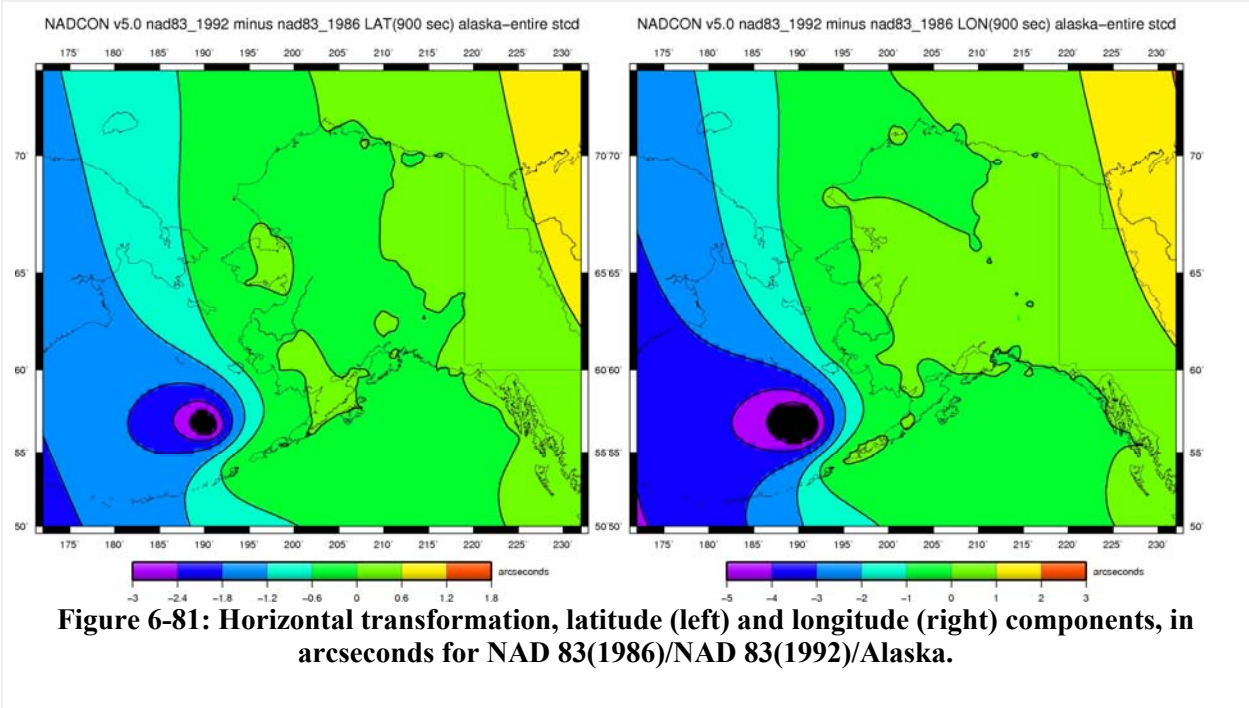 NADCON v5.0 nad83_1992 minus nad83_1986 LAT(900 sec) alaska−entire stcd
NADCON v5.0 nad83_1992 minus nad83_1986 LON(900 sec) alaska−entire stcd
175˚ 180˚ 185˚ 190˚ 195˚ 200˚ 205˚ 210˚ 215˚ 220˚ 225˚ 230˚
175˚ 180˚ 185˚ 190˚ 195˚ 200˚ 205˚ 210˚ 215˚ 220˚ 225˚ 230˚
70˚ 70˚ 70˚ 70˚
65˚ 65˚ 65˚ 65˚
60˚ 60˚ 60˚ 60˚
55˚ 55˚ 55˚ 55˚
50˚ 50˚ 50˚ 50˚
175˚ 180˚ 185˚ 190˚ 195˚ 200˚ 205˚ 210˚ 215˚ 220˚ 225˚ 230˚
175˚ 180˚ 185˚ 190˚ 195˚ 200˚ 205˚ 210˚ 215˚ 220˚ 225˚ 230˚
arcseconds
−3 −2.4 −1.8 −1.2 −0.6 0 0.6 1.2 1.8
arcseconds
−5 −4 −3 −2 −1 0 1 2 3
Figure 6-81: Horizontal transformation, latitude (left) and longitude (right) components, in
arcseconds for NAD 83(1986)/NAD 83(1992)/Alaska.